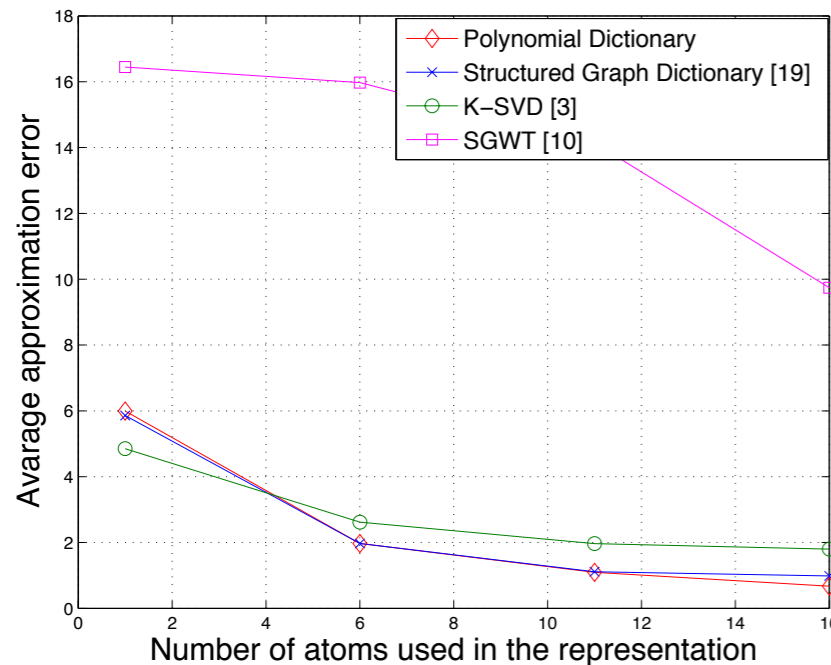 18
16
14
12
10
8
6
4
2
0
Avarage approximation error
Polynomial Dictionary
Structured Graph Dictionary [19]
K−SVD [3]
SGWT [10]
0 2 4 6 8 10 12 14 16
Number of atoms used in the representation